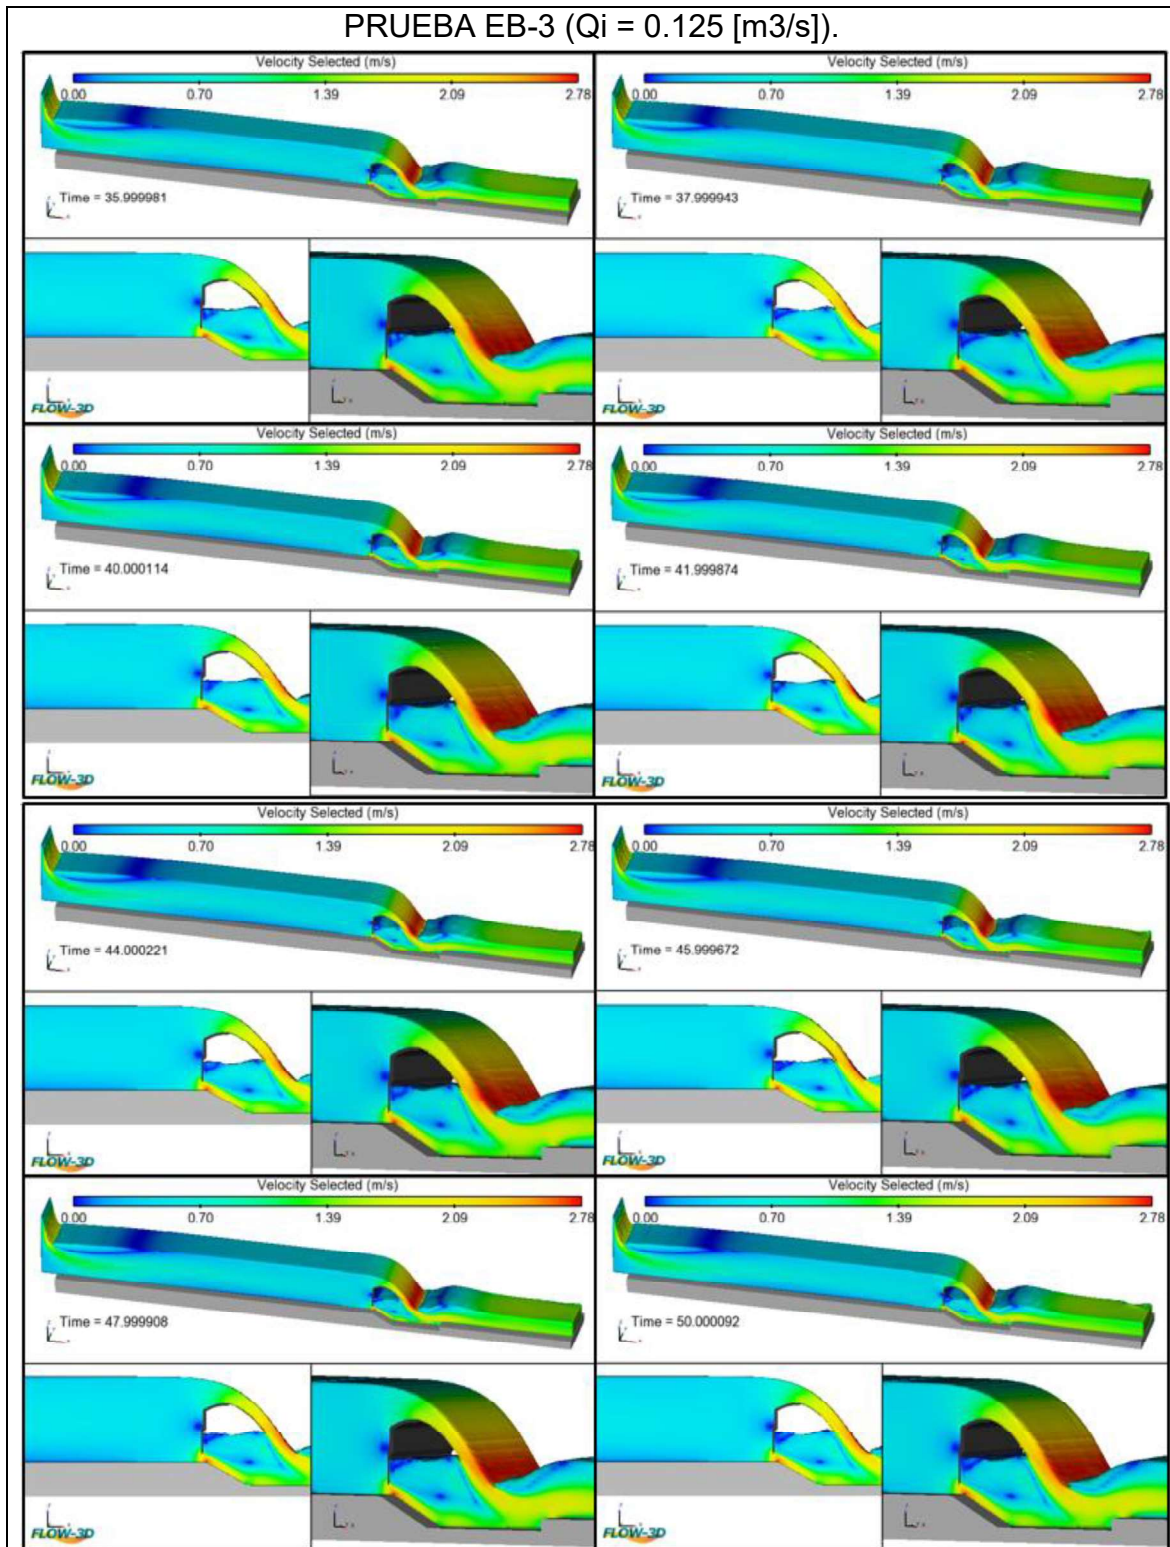 PRUEBA EB-3 (Qi = 0.125 [m3/s]).
Velocity Selected (m/s)
0.00 0.70 1.39 2.09 2.78
Time = 35.999981
FLOW-3D
Velocity Selected (m/s)
0.00 0.70 1.39 2.09 2.78
Time = 37.999943
FLOW-3D
Velocity Selected (m/s)
0.00 0.70 1.39 2.09 2.78
Time = 40.000114
FLOW-3D
Velocity Selected (m/s)
0.00 0.70 1.39 2.09 2.78
Time = 41.999874
FLOW-3D
Velocity Selected (m/s)
0.00 0.70 1.39 2.09 2.78
Time = 44.000221
FLOW-3D
Velocity Selected (m/s)
0.00 0.70 1.39 2.09 2.78
Time = 45.999672
FLOW-3D
Velocity Selected (m/s)
0.00 0.70 1.39 2.09 2.78
Time = 47.999908
FLOW-3D
Velocity Selected (m/s)
0.00 0.70 1.39 2.09 2.78
Time = 50.000092
FLOW-3D